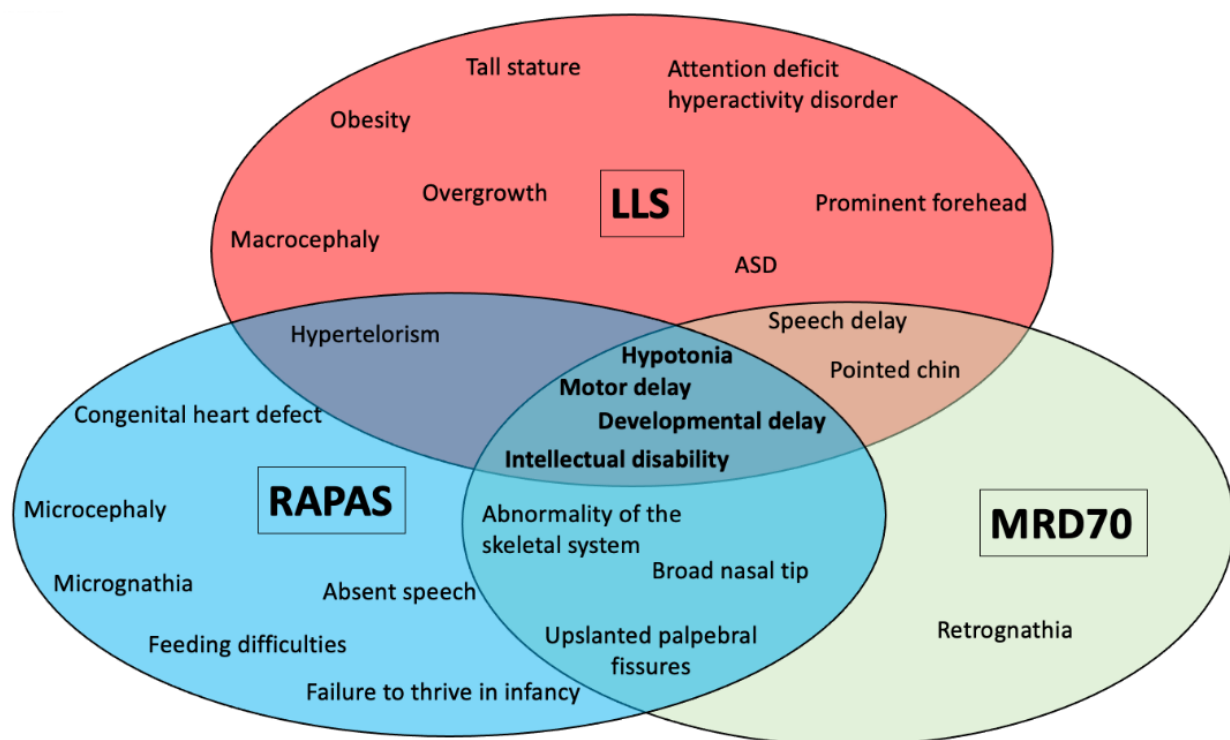 Tall stature
Attention deficit
hyperactivity disorder
Obesity
Overgrowth
LLS
Prominent forehead
Macrocephaly
ASD
Hypertelorism
Speech delay
Hypotonia
Pointed chin
Motor delay
Congenital heart defect
Developmental delay
Intellectual disability
RAPAS
Microcephaly
Abnormality of the
skeletal system
MRD70
Broad nasal tip
Micrognathia
Absent speech
Feeding difficulties
Upslanted palpebral
fissures
Retrognathia
Failure to thrive in infancy